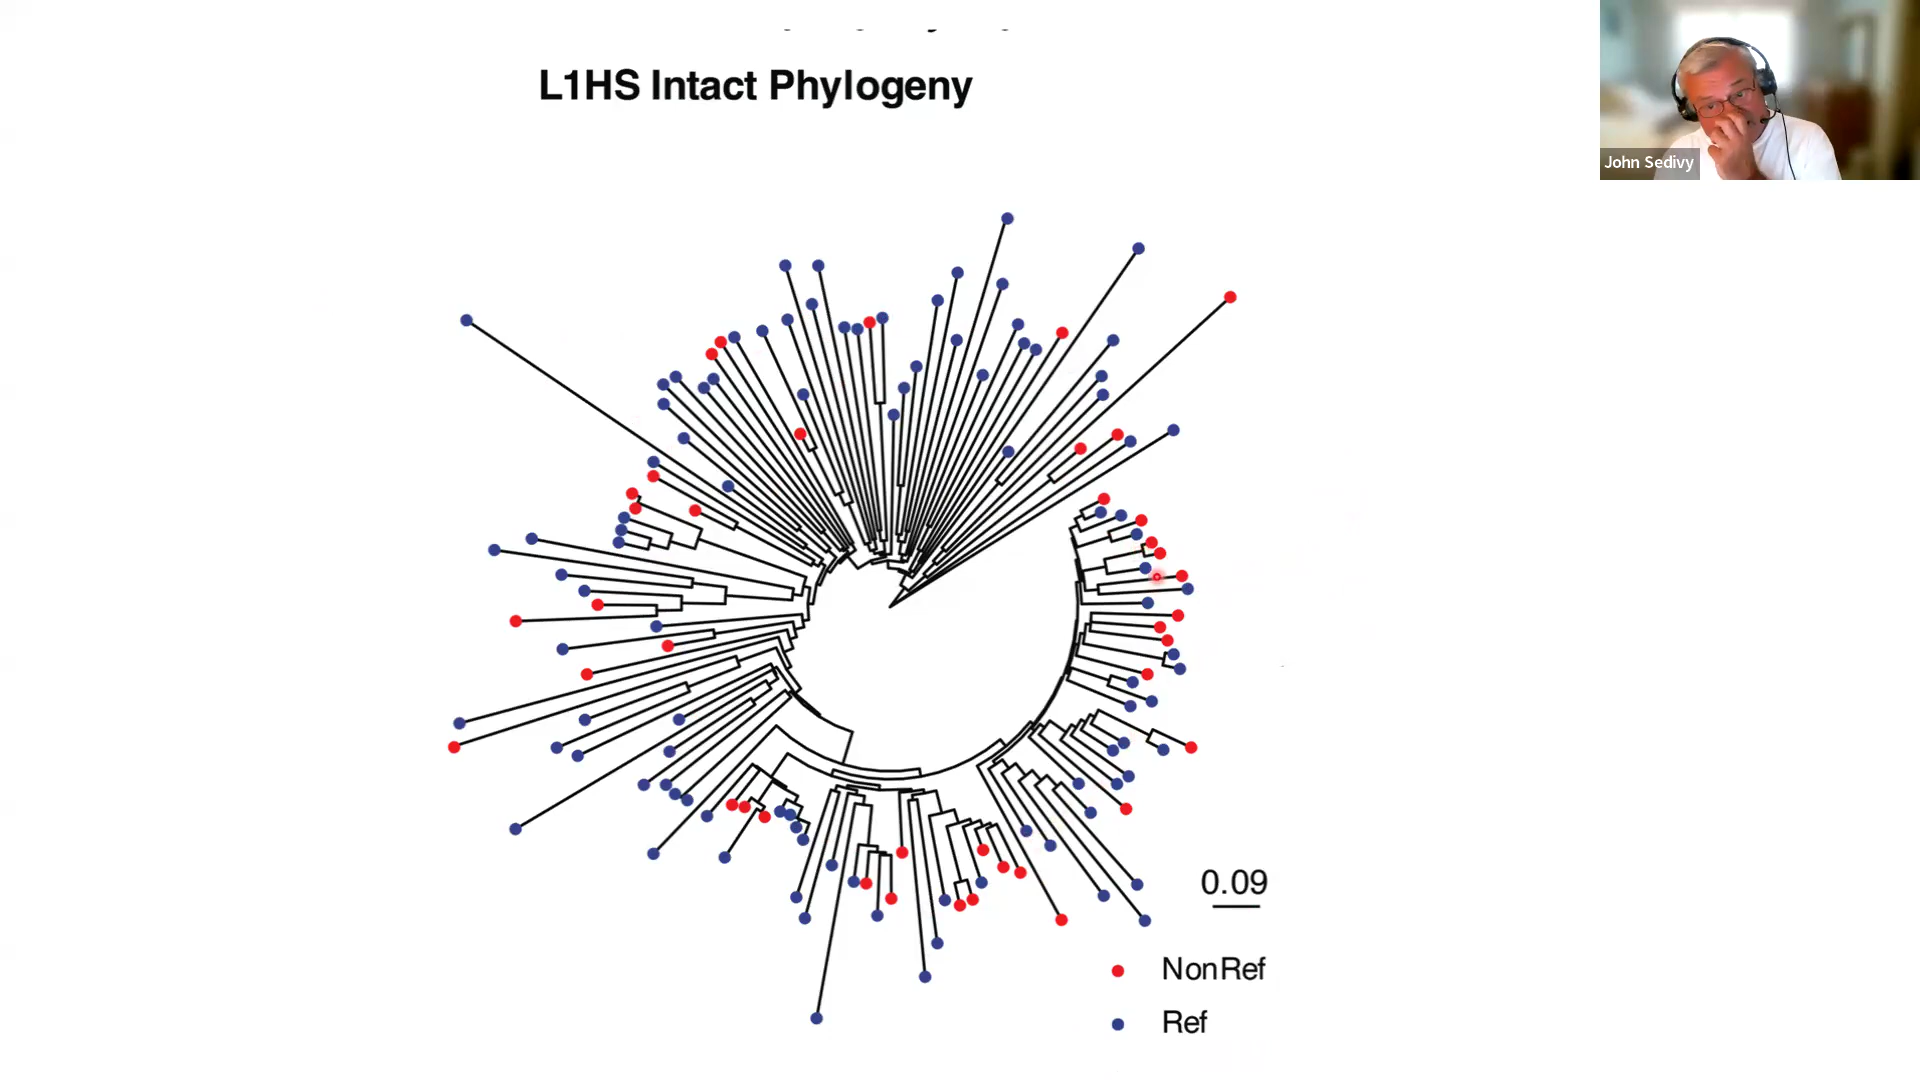 L1HS Intact Phylogeny
John Sedivy
0.09
NonRef
Ref